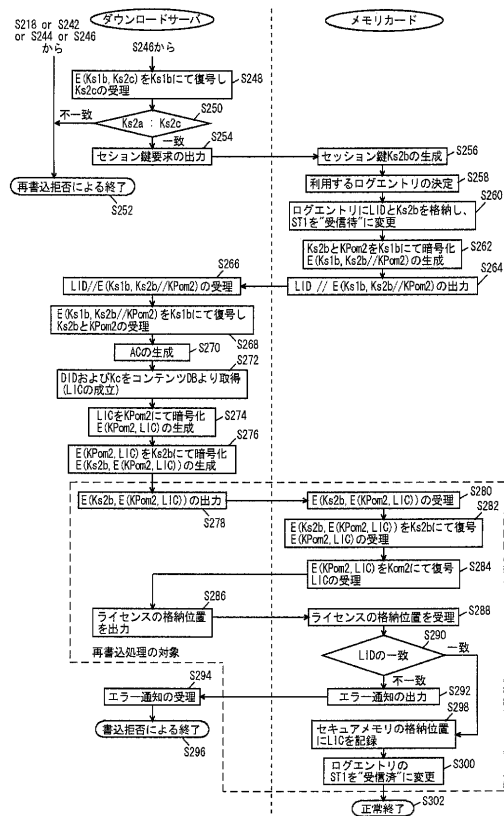 ダウンロードサーバ
メモリカード
S218 or S242
or S244 or S246
から
S246から
E(Ks1b, Ks2c)をKs1bにて復号し
Ks2cの受理
S248
S250
不一致
Ks2a : Ks2c
一致
S254
セション鍵要求の出力
セッション鍵Ks2bの生成
S256
再書込拒否による終了
S252
利用するログエントリの決定
S258
S260
ログエントリにLIDとKs2bを格納し、
ST1を"受信待"に変更
Ks2bとKPom2をKs1bにて暗号化
E(Ks1b, Ks2b//KPom2)の生成
S262
S264
S266
LID//E(Ks1b, Ks2b//KPom2)の受理
LID // E(Ks1b, Ks2b//KPom2)の出力
E(Ks1b, Ks2b//KPom2)をKs1bにて復号し
Ks2bとKPom2の受理
S268
S270
ACの生成
S272
DIDおよびKcをコンテンツDBより取得
(LICの成立)
LICをKPom2にて暗号化
E(KPom2, LIC)の生成
S274
S276
E(KPom2, LIC)をKs2bにて暗号化
E(Ks2b, E(KPom2, LIC))の生成
E(Ks2b, E(KPom2, LIC))の出力
S278
E(Ks2b, E(KPom2, LIC))の受理
S280
S282
E(Ks2b, E(KPom2, LIC))をKs2bにて復号
E(KPom2, LIC)の受理
E(KPom2, LIC)をKom2にて復号
LICの受理
S284
S286
ライセンスの格納位置
を出力
ライセンスの格納位置を受理
S288
再書込処理の対象
S290
LIDの一致
一致
不一致
S294
エラー通知の受理
エラー通知の出力
S292
S298
書込拒否による終了
S296
セキュアメモリの格納位置
にLICを記録
ログエントリの
ST1を"受信済"に変更
S300
正常終了
S302